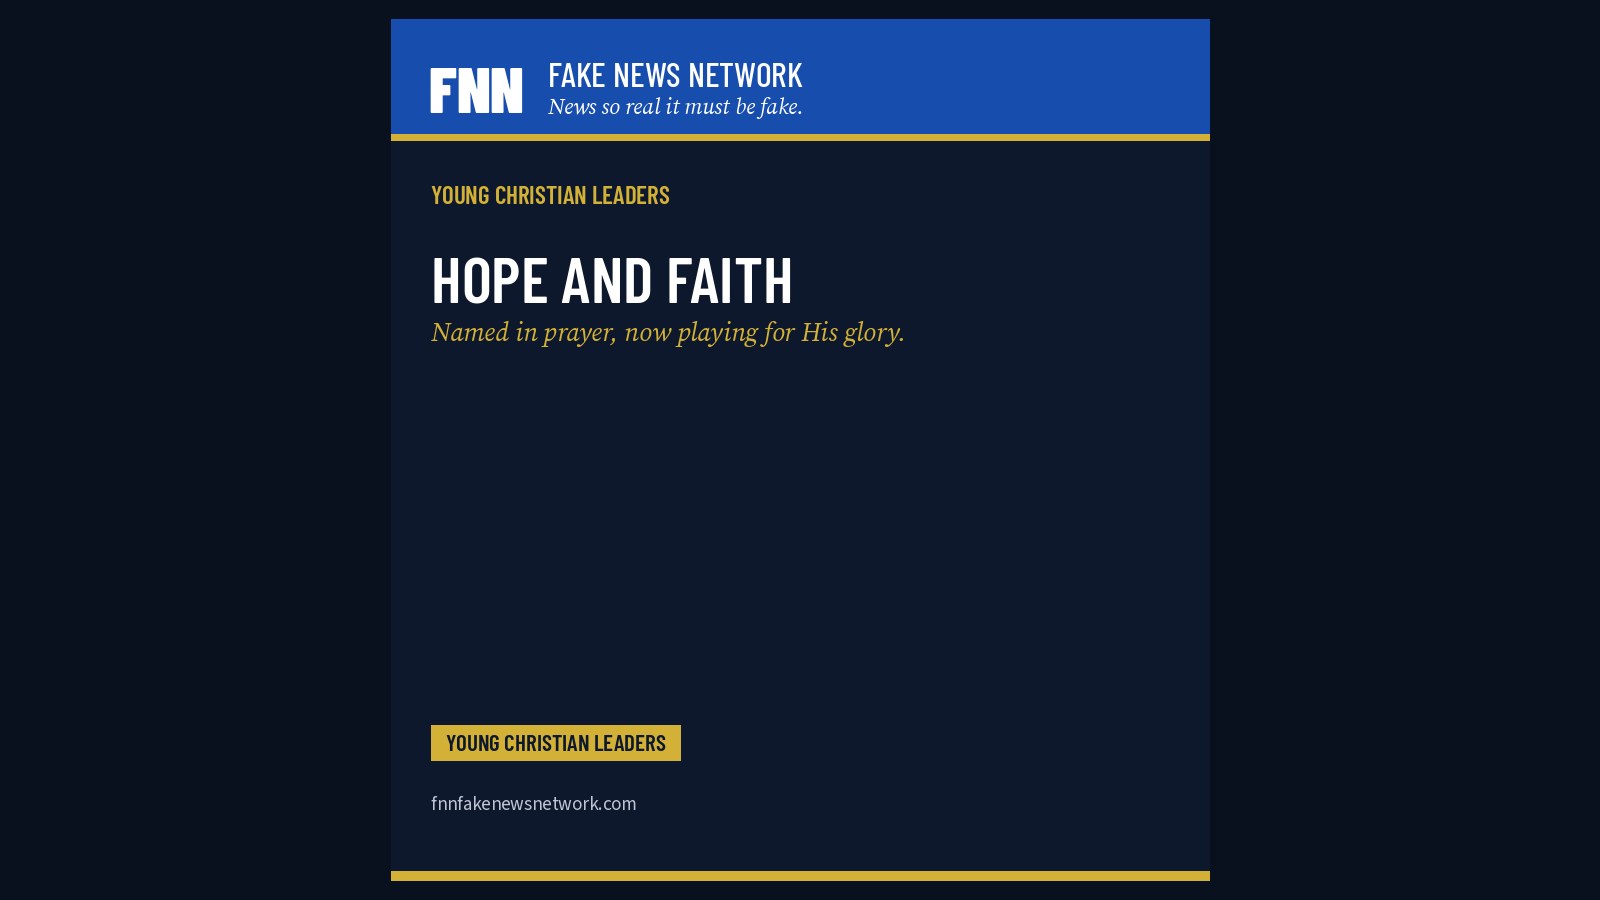 FNN
FAKE NEWS NETWORK
News so real it must be fake.
YOUNG CHRISTIAN LEADERS
HOPE AND FAITH
Named in prayer, now playing for His glory.
YOUNG CHRISTIAN LEADERS
fnnfakenewsnetwork.com